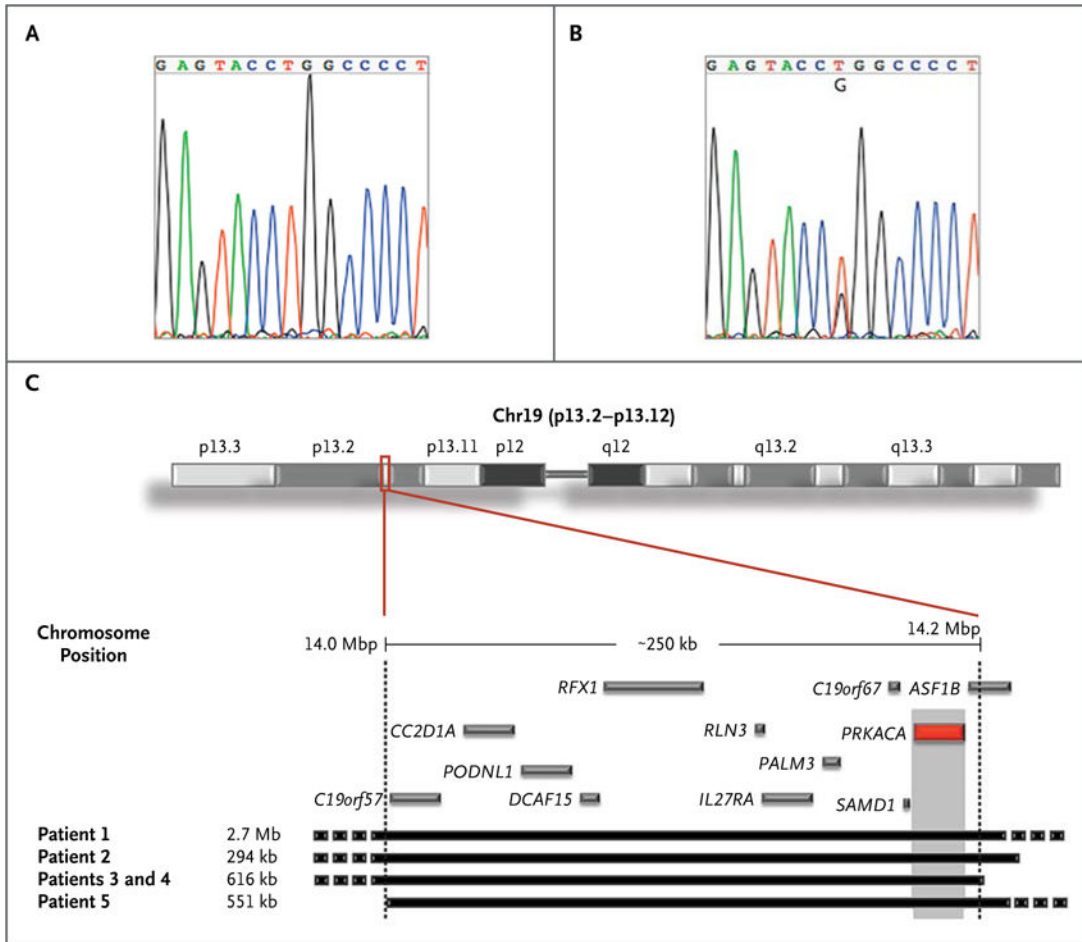 A
G A G T A C C T G G C C C C T
B
G A G T A C C T G G C C C C T
G
C
Chr19 (p13.2–p13.12)
p13.3 p13.2 p13.11 p12 q12 q13.2 q13.3
Chromosome
Position
14.0 Mbp ~250 kb 14.2 Mbp
RFX1 C19orf67 ASF1B
CC2D1A RLN3 PRKACA
PODNL1 PALM3
C19orf57 DCAF15 IL27RA SAMD1
Patient 1 2.7 Mb
Patient 2 294 kb
Patients 3 and 4 616 kb
Patient 5 551 kb